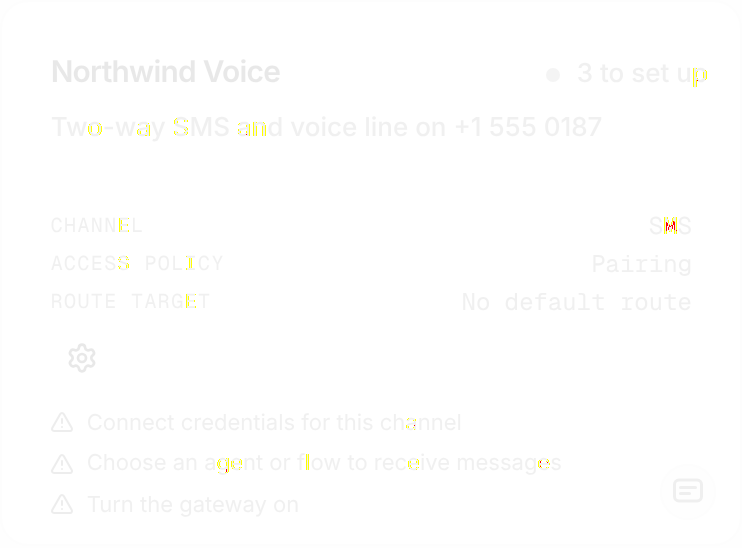 Northwind Voice
3 to set up
Two-way SMS and voice line on +1 555 0187
CHANNEL SMS
ACCESS POLICY Pairing
ROUTE TARGET No default route
Connect credentials for this channel
Choose an agent or flow to receive messages
Turn the gateway on